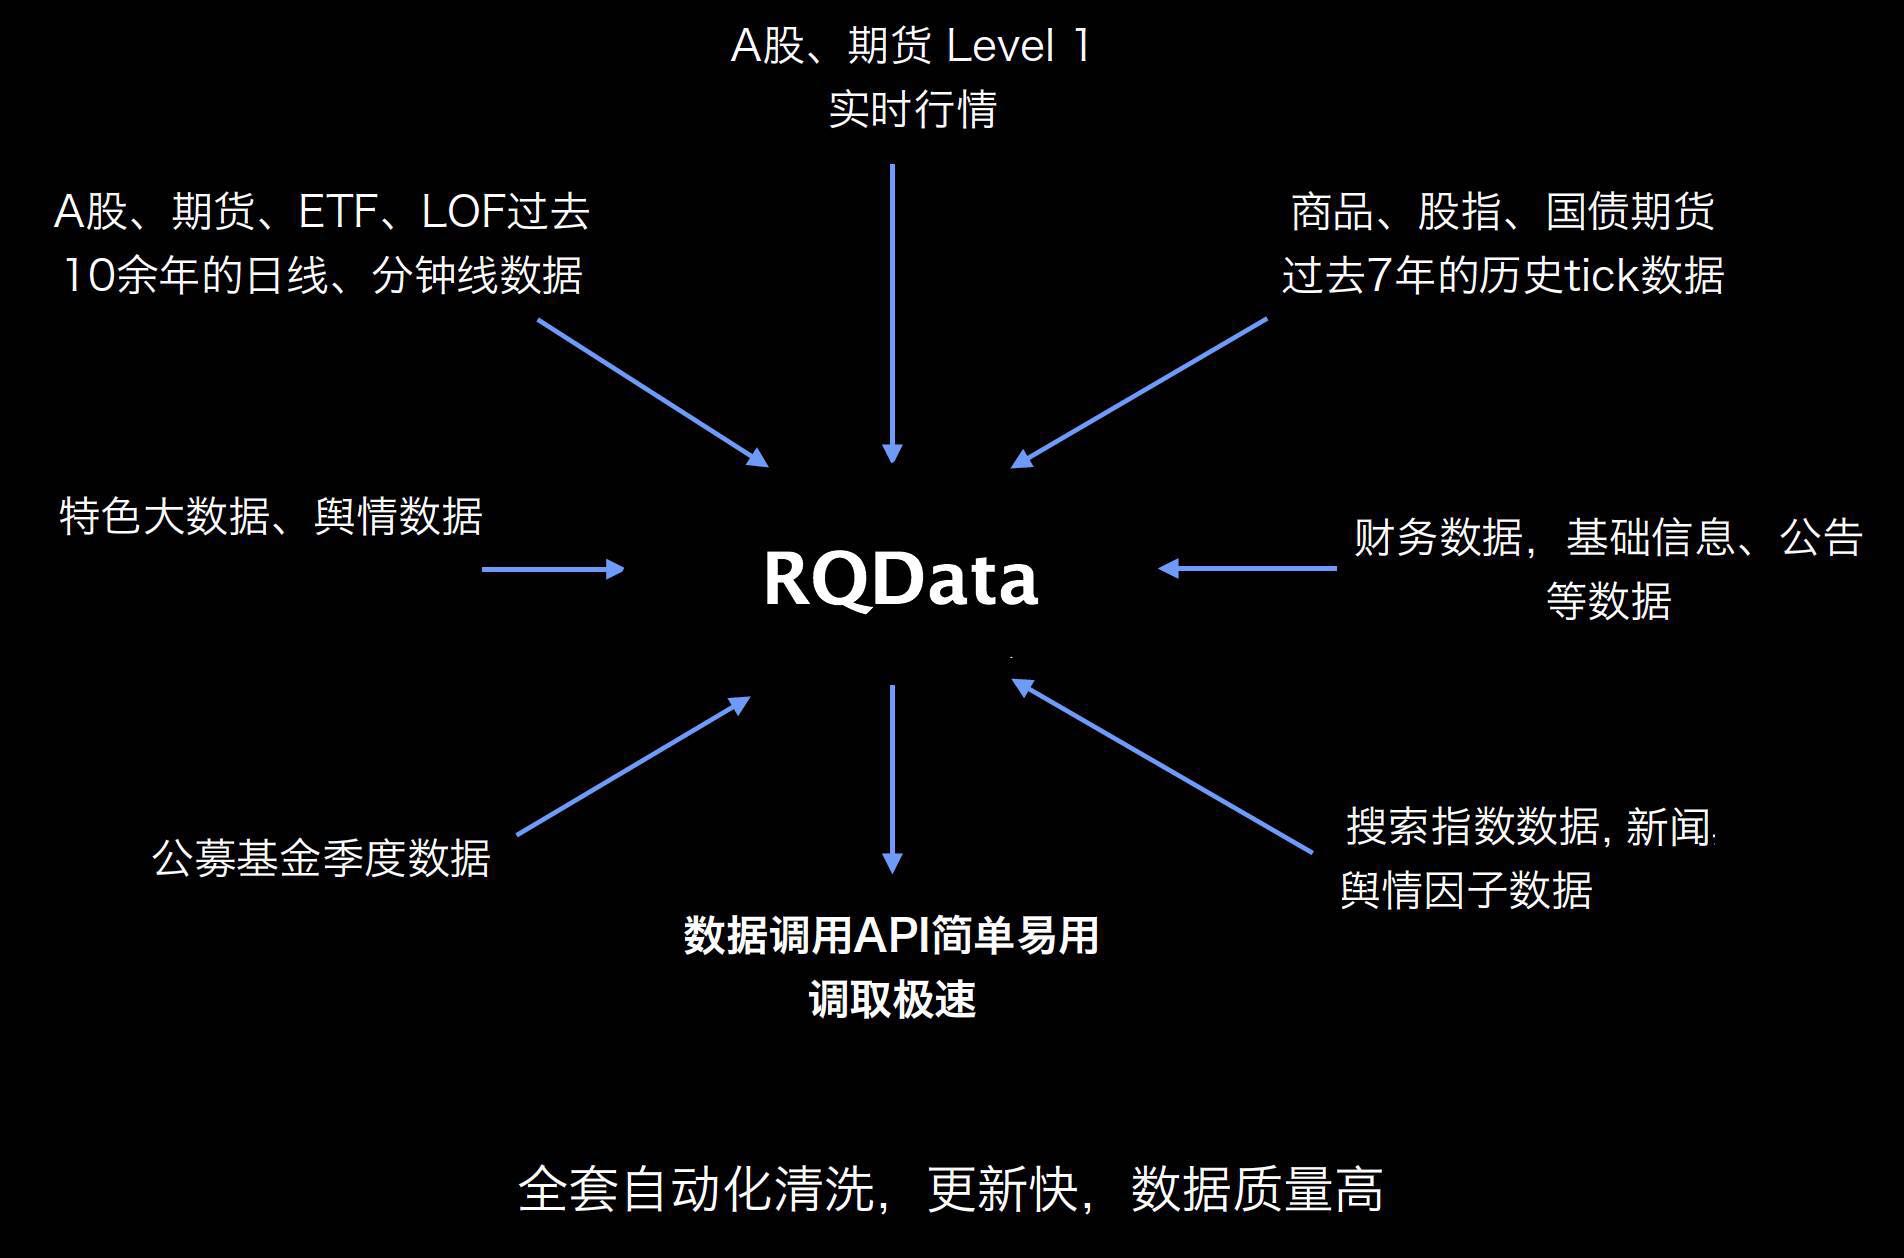 A股、期货 Level 1
实时行情
A股、期货、ETF、LOF过去
10余年的日线、分钟线数据
商品、股指、国债期货
过去7年的历史tick数据
特色大数据、舆情数据
RQData
财务数据，基础信息、公告
等数据
公募基金季度数据
搜索指数数据, 新闻
舆情因子数据
数据调用API简单易用
调取极速
全套自动化清洗，更新快，数据质量高